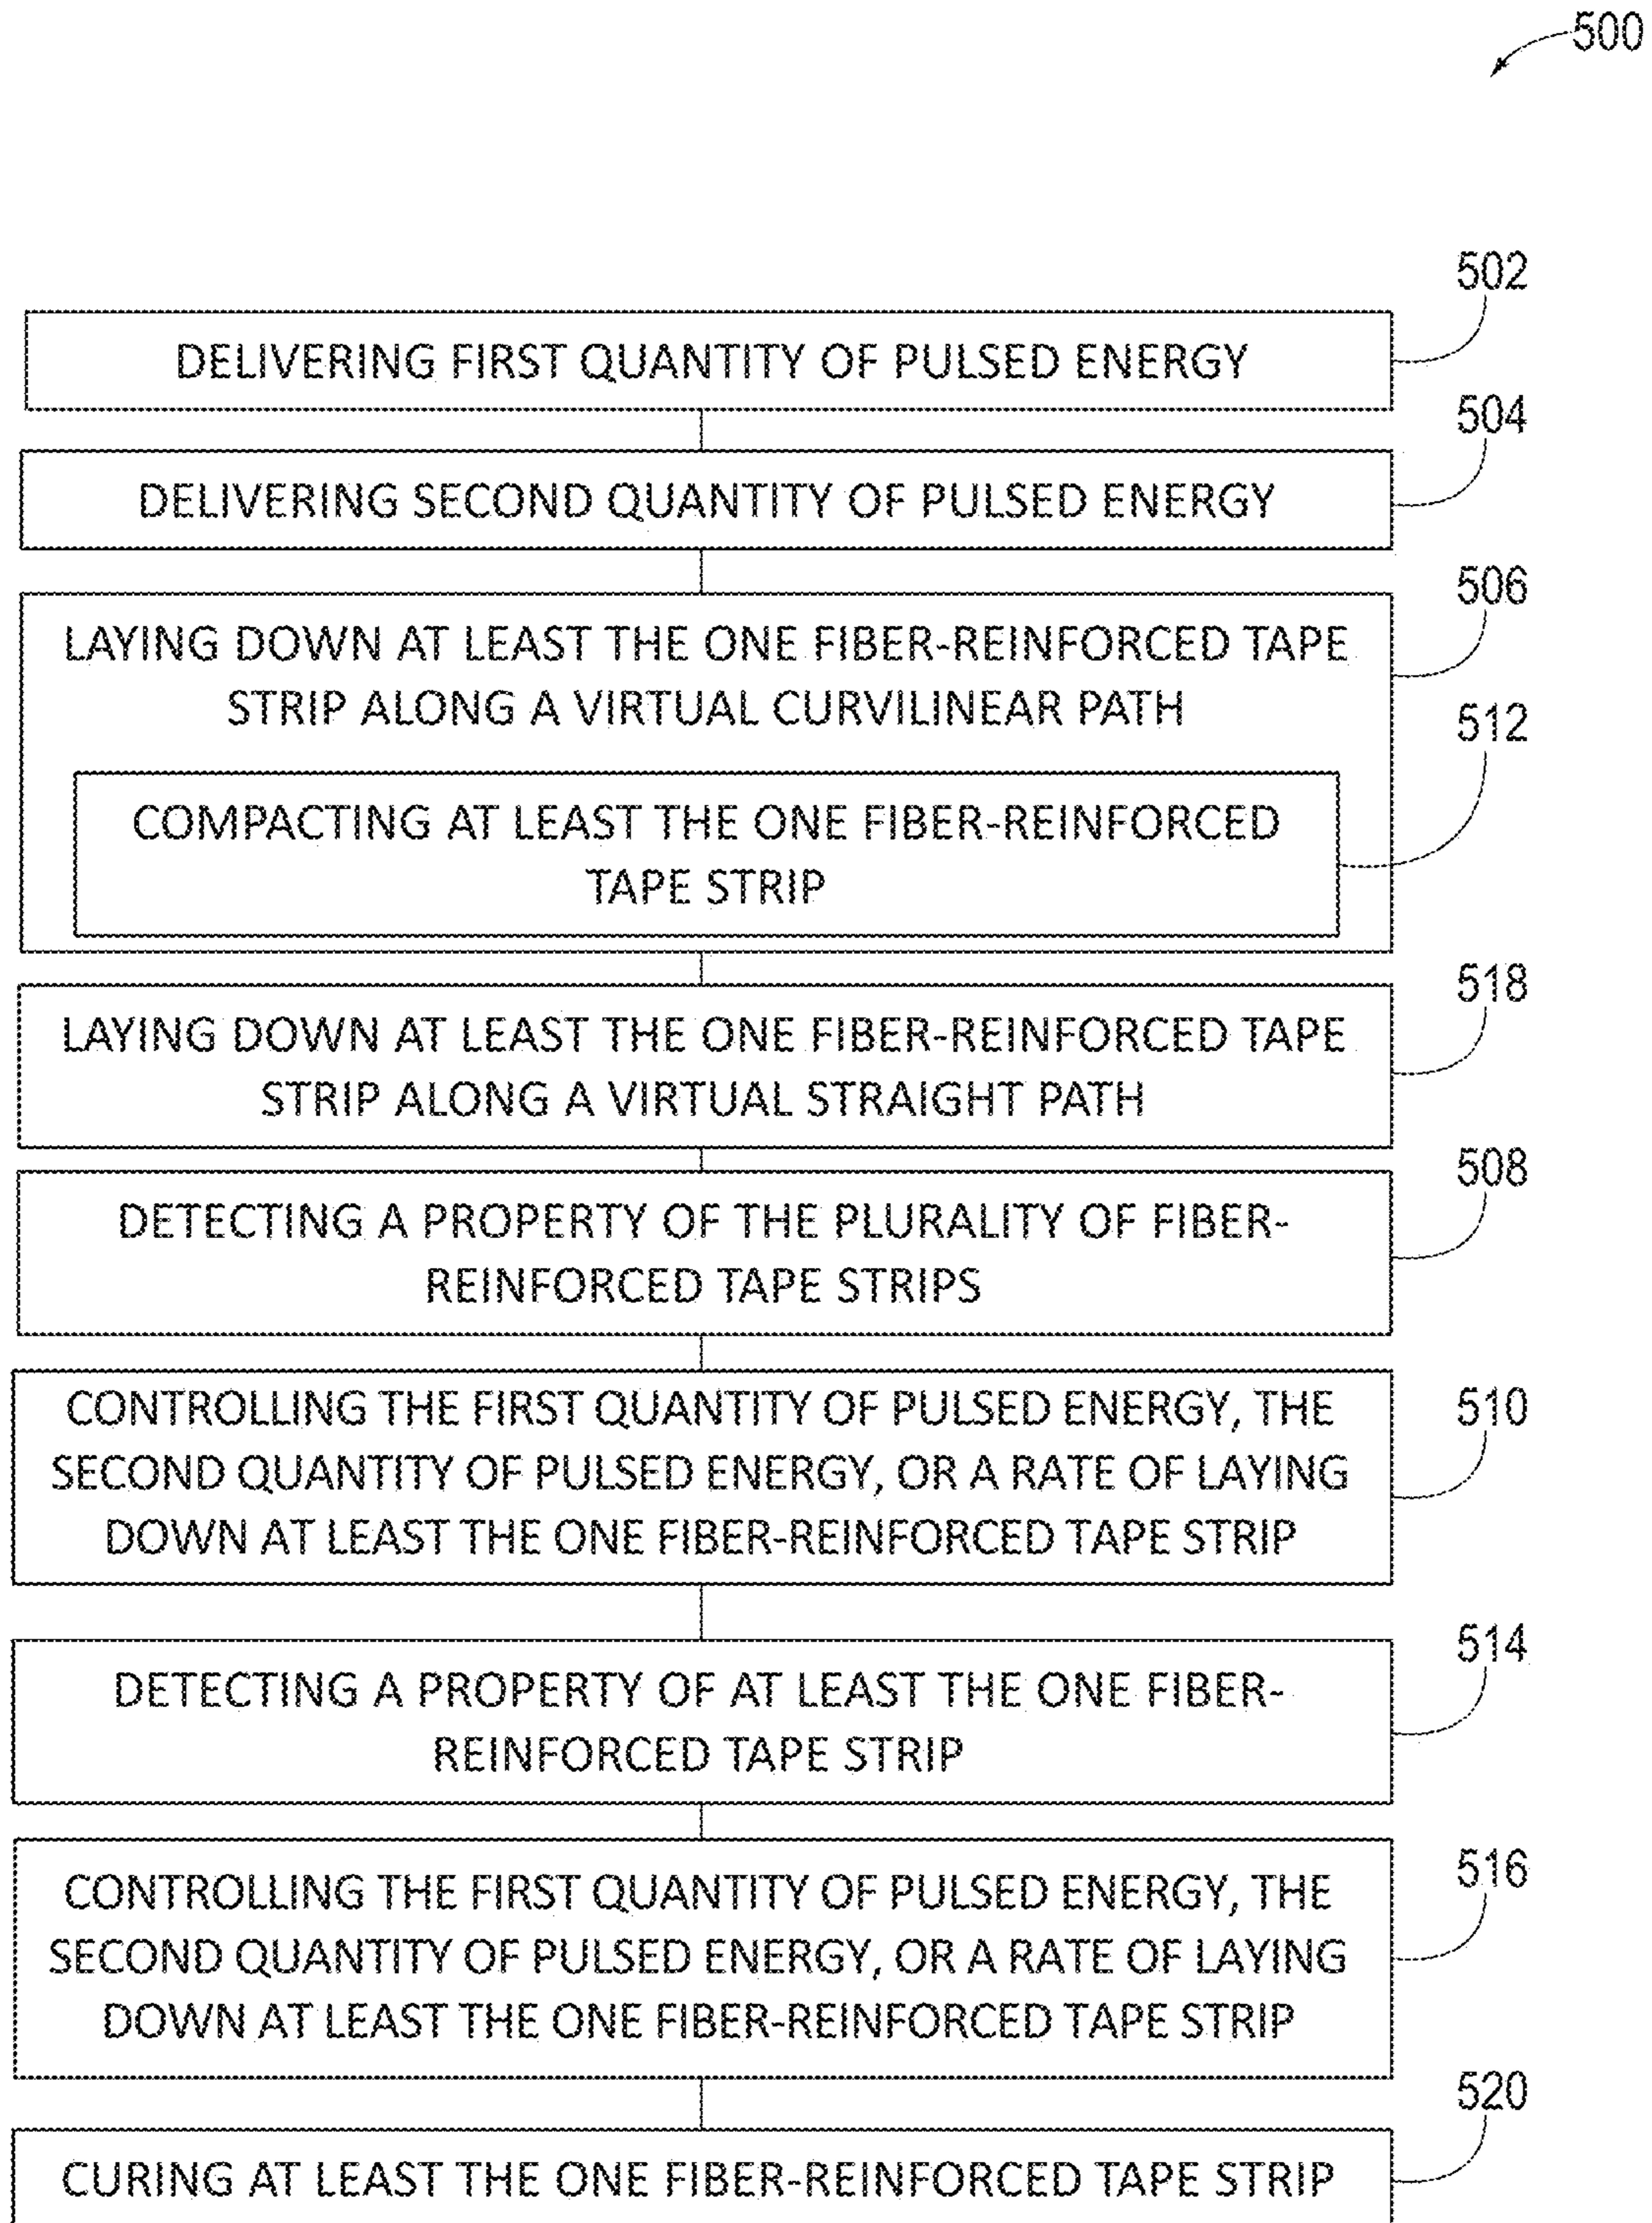 500
502
DELIVERING FIRST QUANTITY OF PULSED ENERGY
504
DELIVERING SECOND QUANTITY OF PULSED ENERGY
506
LAYING DOWN AT LEAST THE ONE FIBER-REINFORCED TAPE
STRIP ALONG A VIRTUAL CURVILINEAR PATH
512
COMPACTING AT LEAST THE ONE FIBER-REINFORCED
TAPE STRIP
518
LAYING DOWN AT LEAST THE ONE FIBER-REINFORCED TAPE
STRIP ALONG A VIRTUAL STRAIGHT PATH
508
DETECTING A PROPERTY OF THE PLURALITY OF FIBER-
REINFORCED TAPE STRIPS
510
CONTROLLING THE FIRST QUANTITY OF PULSED ENERGY, THE
SECOND QUANTITY OF PULSED ENERGY, OR A RATE OF LAYING
DOWN AT LEAST THE ONE FIBER-REINFORCED TAPE STRIP
514
DETECTING A PROPERTY OF AT LEAST THE ONE FIBER-
REINFORCED TAPE STRIP
516
CONTROLLING THE FIRST QUANTITY OF PULSED ENERGY, THE
SECOND QUANTITY OF PULSED ENERGY, OR A RATE OF LAYING
DOWN AT LEAST THE ONE FIBER-REINFORCED TAPE STRIP
520
CURING AT LEAST THE ONE FIBER-REINFORCED TAPE STRIP